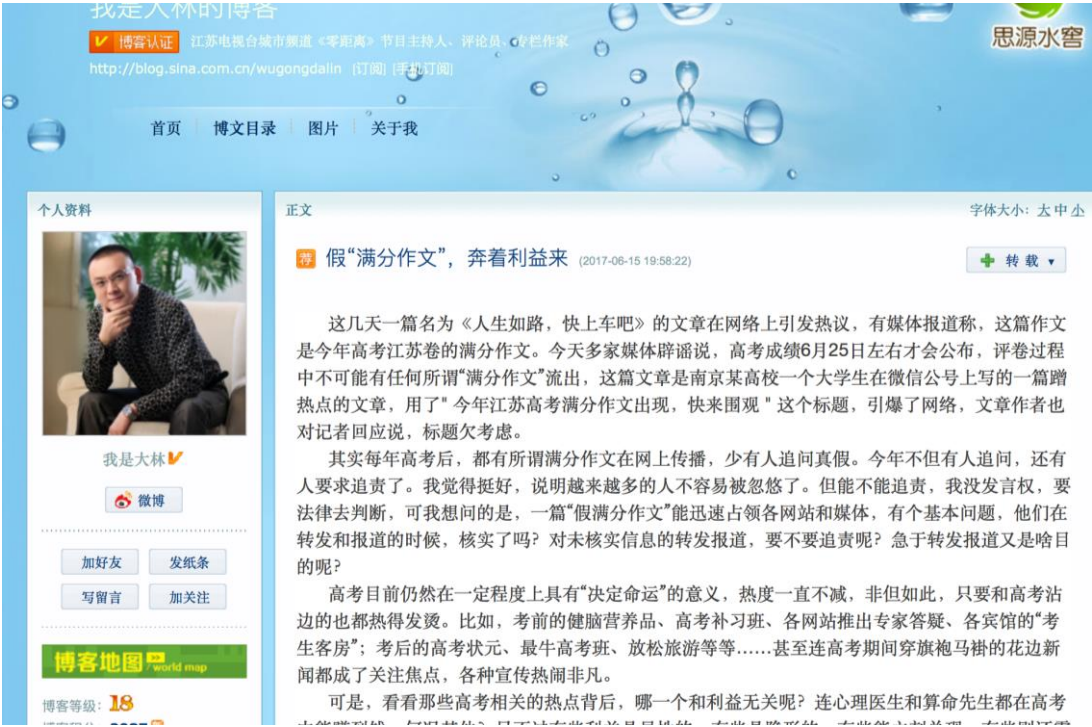 我是大林的博客
V 博客认证 江苏电视台城市频道《零距离》节目主持人、评论员、专栏作家
http://blog.sina.com.cn/wugongdalin [订阅] [手机订阅]
思源水窖
首页 博文目录 图片 关于我
个人资料
正文 字体大小：大 中 小
荐 假“满分作文”，奔着利益来 (2017-06-15 19:58:22) 转载 ▼
这几天一篇名为《人生如路，快上车吧》的文章在网络上引发热议，有媒体报道称，这篇作文
是今年高考江苏卷的满分作文。今天多家媒体辟谣说，高考成绩6月25日左右才会公布，评卷过程
中不可能有任何所谓“满分作文”流出，这篇文章是南京某高校一个大学生在微信公号上写的一篇蹭
热点的文章，用了" 今年江苏高考满分作文出现，快来围观 " 这个标题，引爆了网络，文章作者也
对记者回应说，标题欠考虑。
其实每年高考后，都有所谓满分作文在网上传播，少有人追问真假。今年不但有人追问，还有
人要求追责了。我觉得挺好，说明越来越多的人不容易被忽悠了。但能不能追责，我没发言权，要
法律去判断，可我想问的是，一篇“假满分作文”能迅速占领各网站和媒体，有个基本问题，他们在
转发和报道的时候，核实了吗？对未核实信息的转发报道，要不要追责呢？急于转发报道又是啥目
的呢？
高考目前仍然在一定程度上具有“决定命运”的意义，热度一直不减，非但如此，只要和高考沾
边的也都热得发烫。比如，考前的健脑营养品、高考补习班、各网站推出专家答疑、各宾馆的“考
生客房”；考后的高考状元、最牛高考班、放松旅游等等……甚至连高考期间穿旗袍马褂的花边新
闻都成了关注焦点，各种宣传热闹非凡。
可是，看看那些高考相关的热点背后，哪一个和利益无关呢？连心理医生和算命先生都在高考
我是大林
微博
加好友 发纸条
写留言 加关注
博客地图 world map
博客等级：18